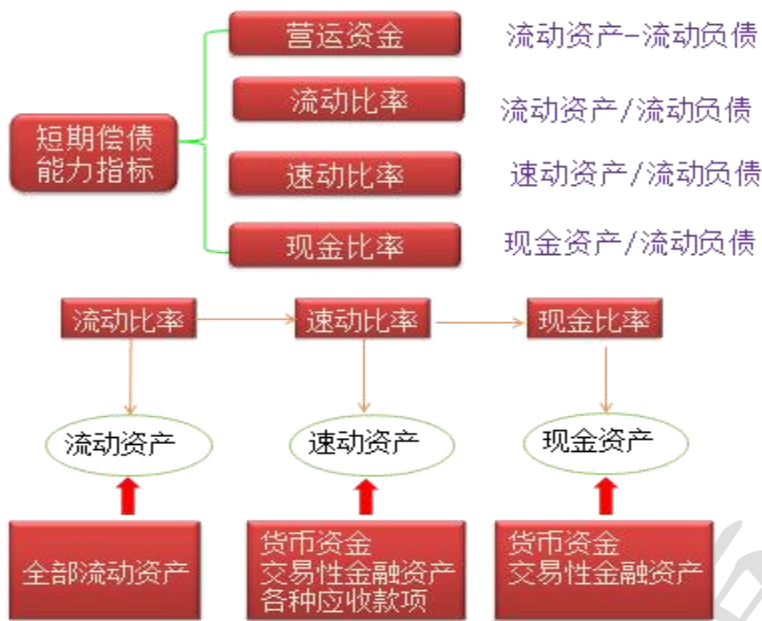 营运资金 流动资产-流动负债
流动比率 流动资产/流动负债
短期偿债
能力指标
速动比率 速动资产/流动负债
现金比率 现金资产/流动负债
流动比率 速动比率 现金比率
流动资产 速动资产 现金资产
全部流动资产
货币资金
交易性金融资产
各种应收款项
货币资金
交易性金融资产